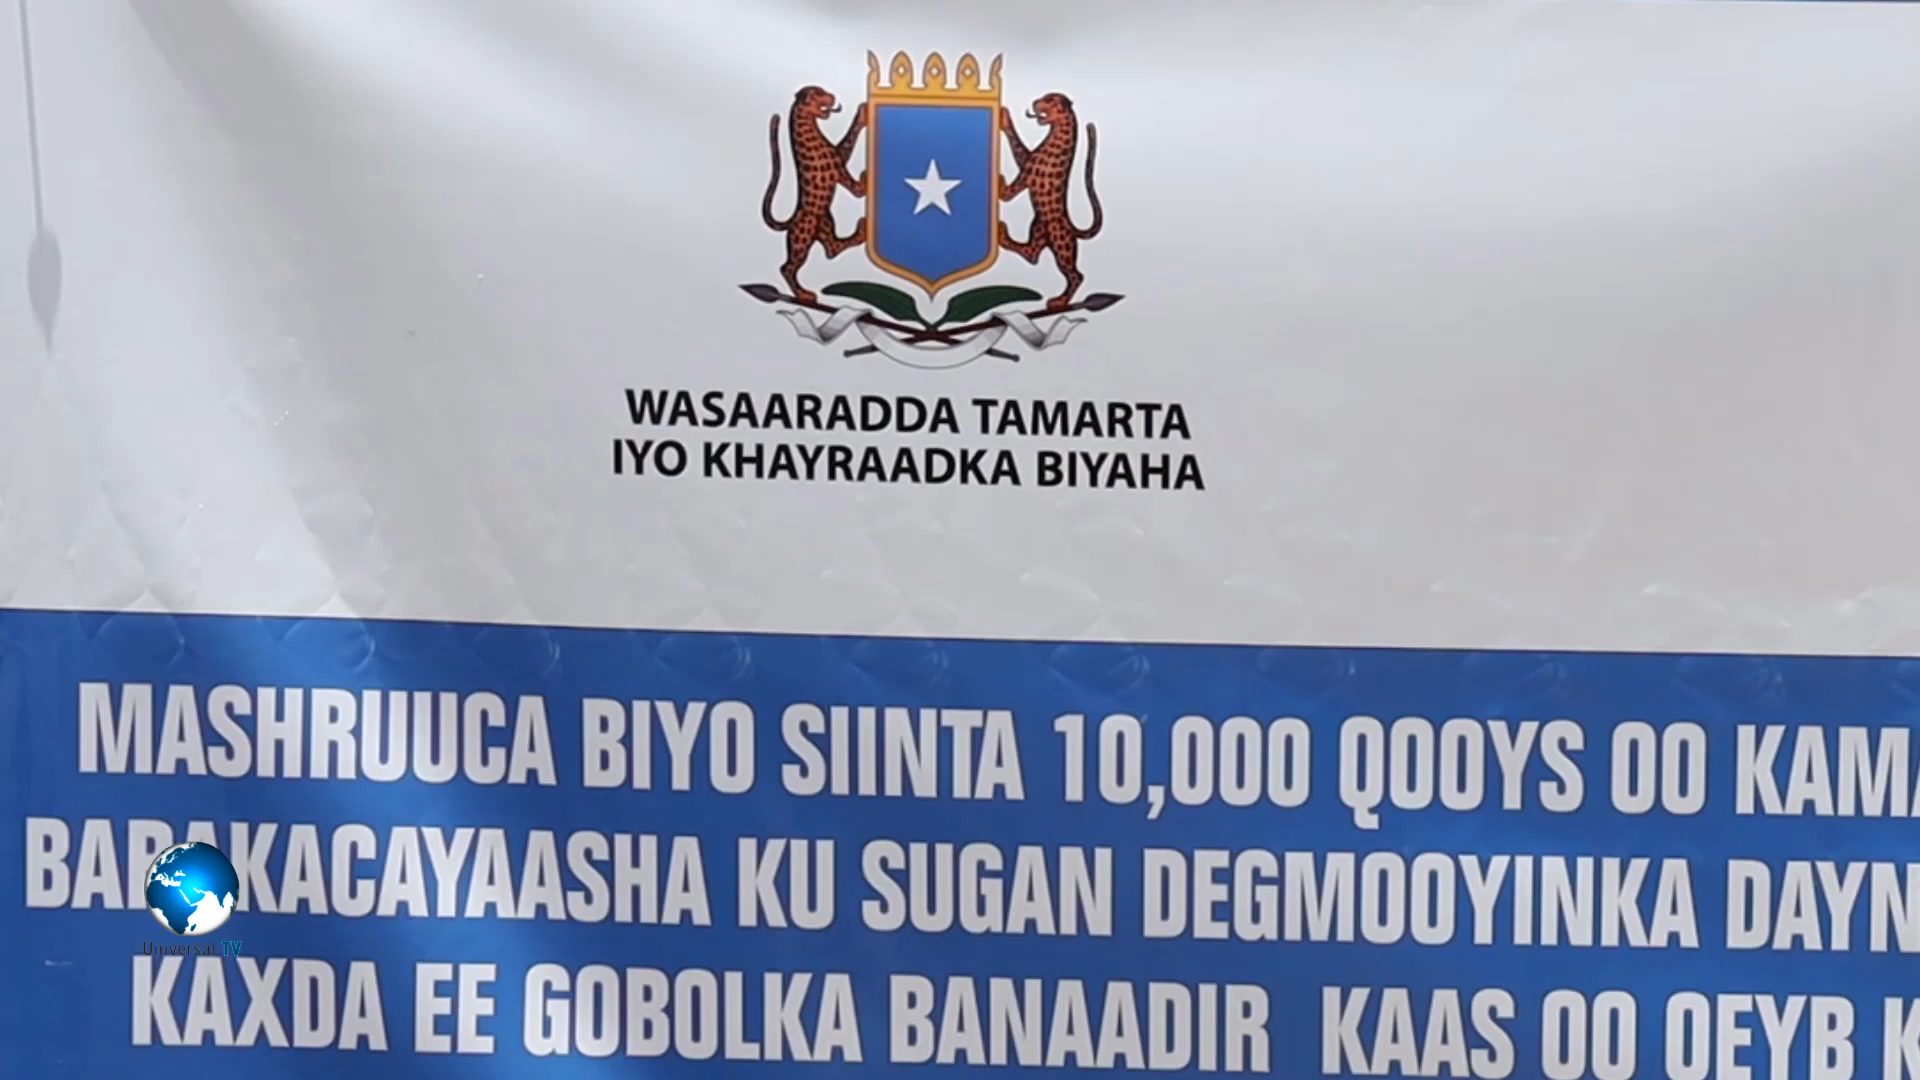 WASAARADDA TAMARTA
IYO KHAYRAADKA BIYAHA
MASHRUUCA BIYO SIINTA 10,000 QOOYS OO
BARAKACAYAASHA KU SUGAN DEGMOOYINKA
KAXDA EE GOBOLKA BANAADIR KAAS OO QEYB
Universal TV